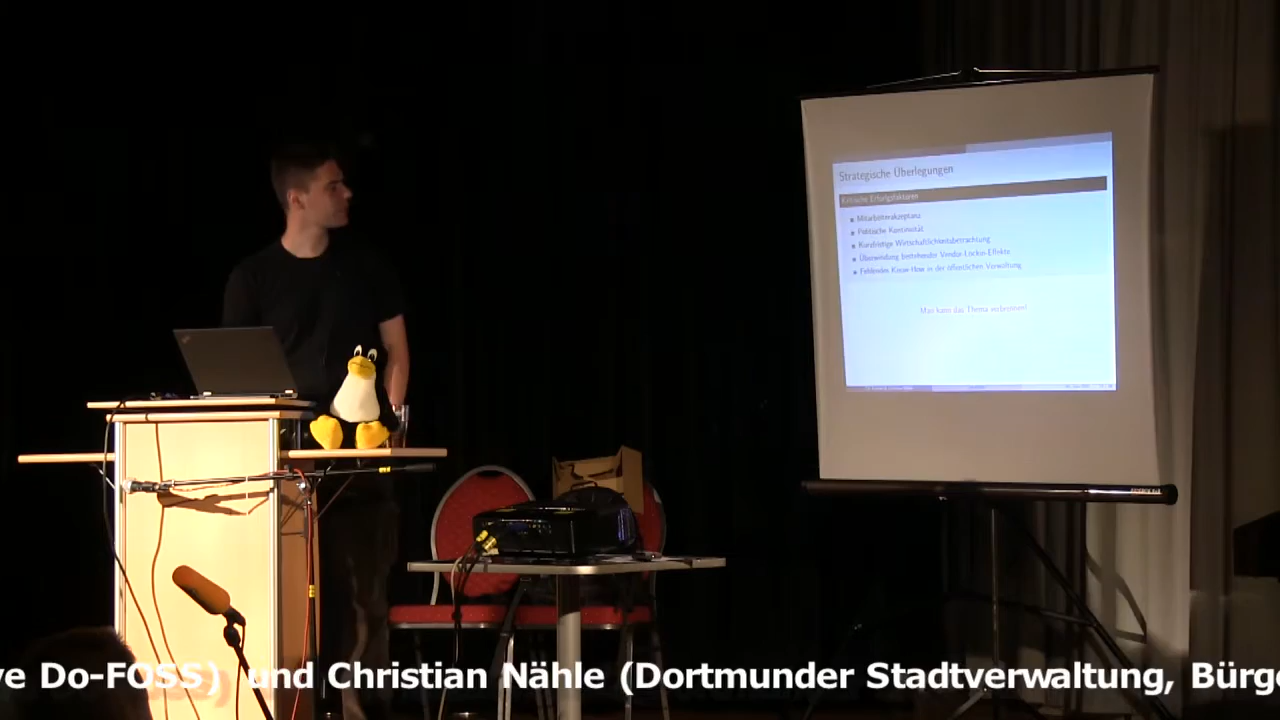 Strategische Überlegungen
Kritische Erfolgsfaktoren
Mitarbeiterakzeptanz
Politische Kontinuität
Kurzfristige Wirtschaftlichkeitsbetrachtung
Überwindung bestehender Vendor-Lockin-Effekte
Fehlendes Know-How in der öffentlichen Verwaltung
Man kann das Thema verbrennen!
ve Do-FOSS) und Christian Nähle (Dortmunder Stadtverwaltung, Bürge